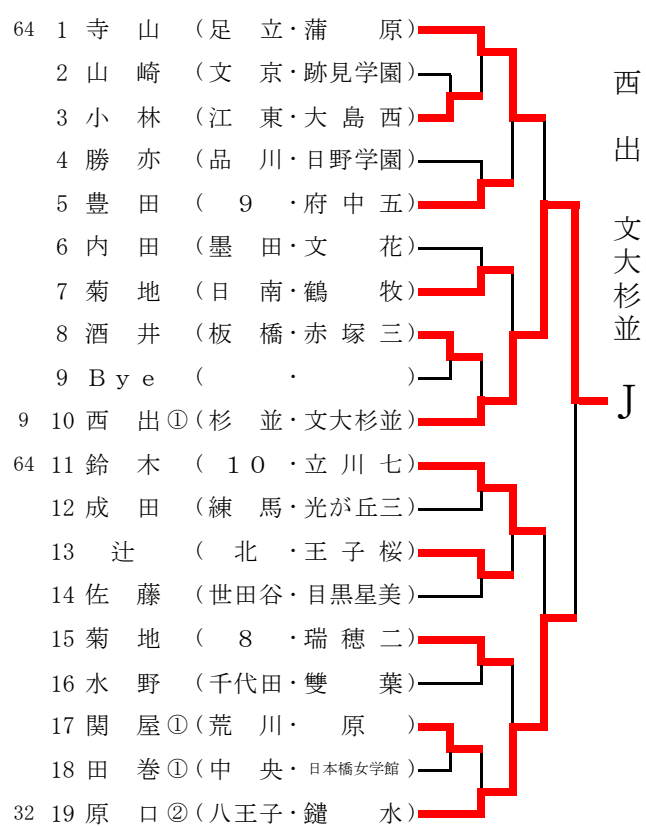 64 1 寺 山 (足 立・蒲 原)
2 山 崎 (文 京・跡見学園)
3 小 林 (江 東・大 島 西)
4 勝 亦 (品 川・日野学園)
5 豊 田 ( 9 ・府 中 五)
6 内 田 (墨 田・文 花)
7 菊 地 (日 南・鶴 牧)
8 酒 井 (板 橋・赤 塚 三)
9 Bye ( ・ )
9 10 西 出①(杉 並・文大杉並)
64 11 鈴 木 ( 10 ・立 川 七)
12 成 田 (練 馬・光が丘三)
13 辻 ( 北 ・王 子 桜)
14 佐 藤 (世田谷・目黒星美)
15 菊 地 ( 8 ・瑞 穂 二)
16 水 野 (千代田・雙 葉)
17 関 屋①(荒 川・ 原 )
18 田 巻①(中 央・日本橋女学館)
32 19 原 口②(八王子・鑓 水)
西出 文大杉並
J